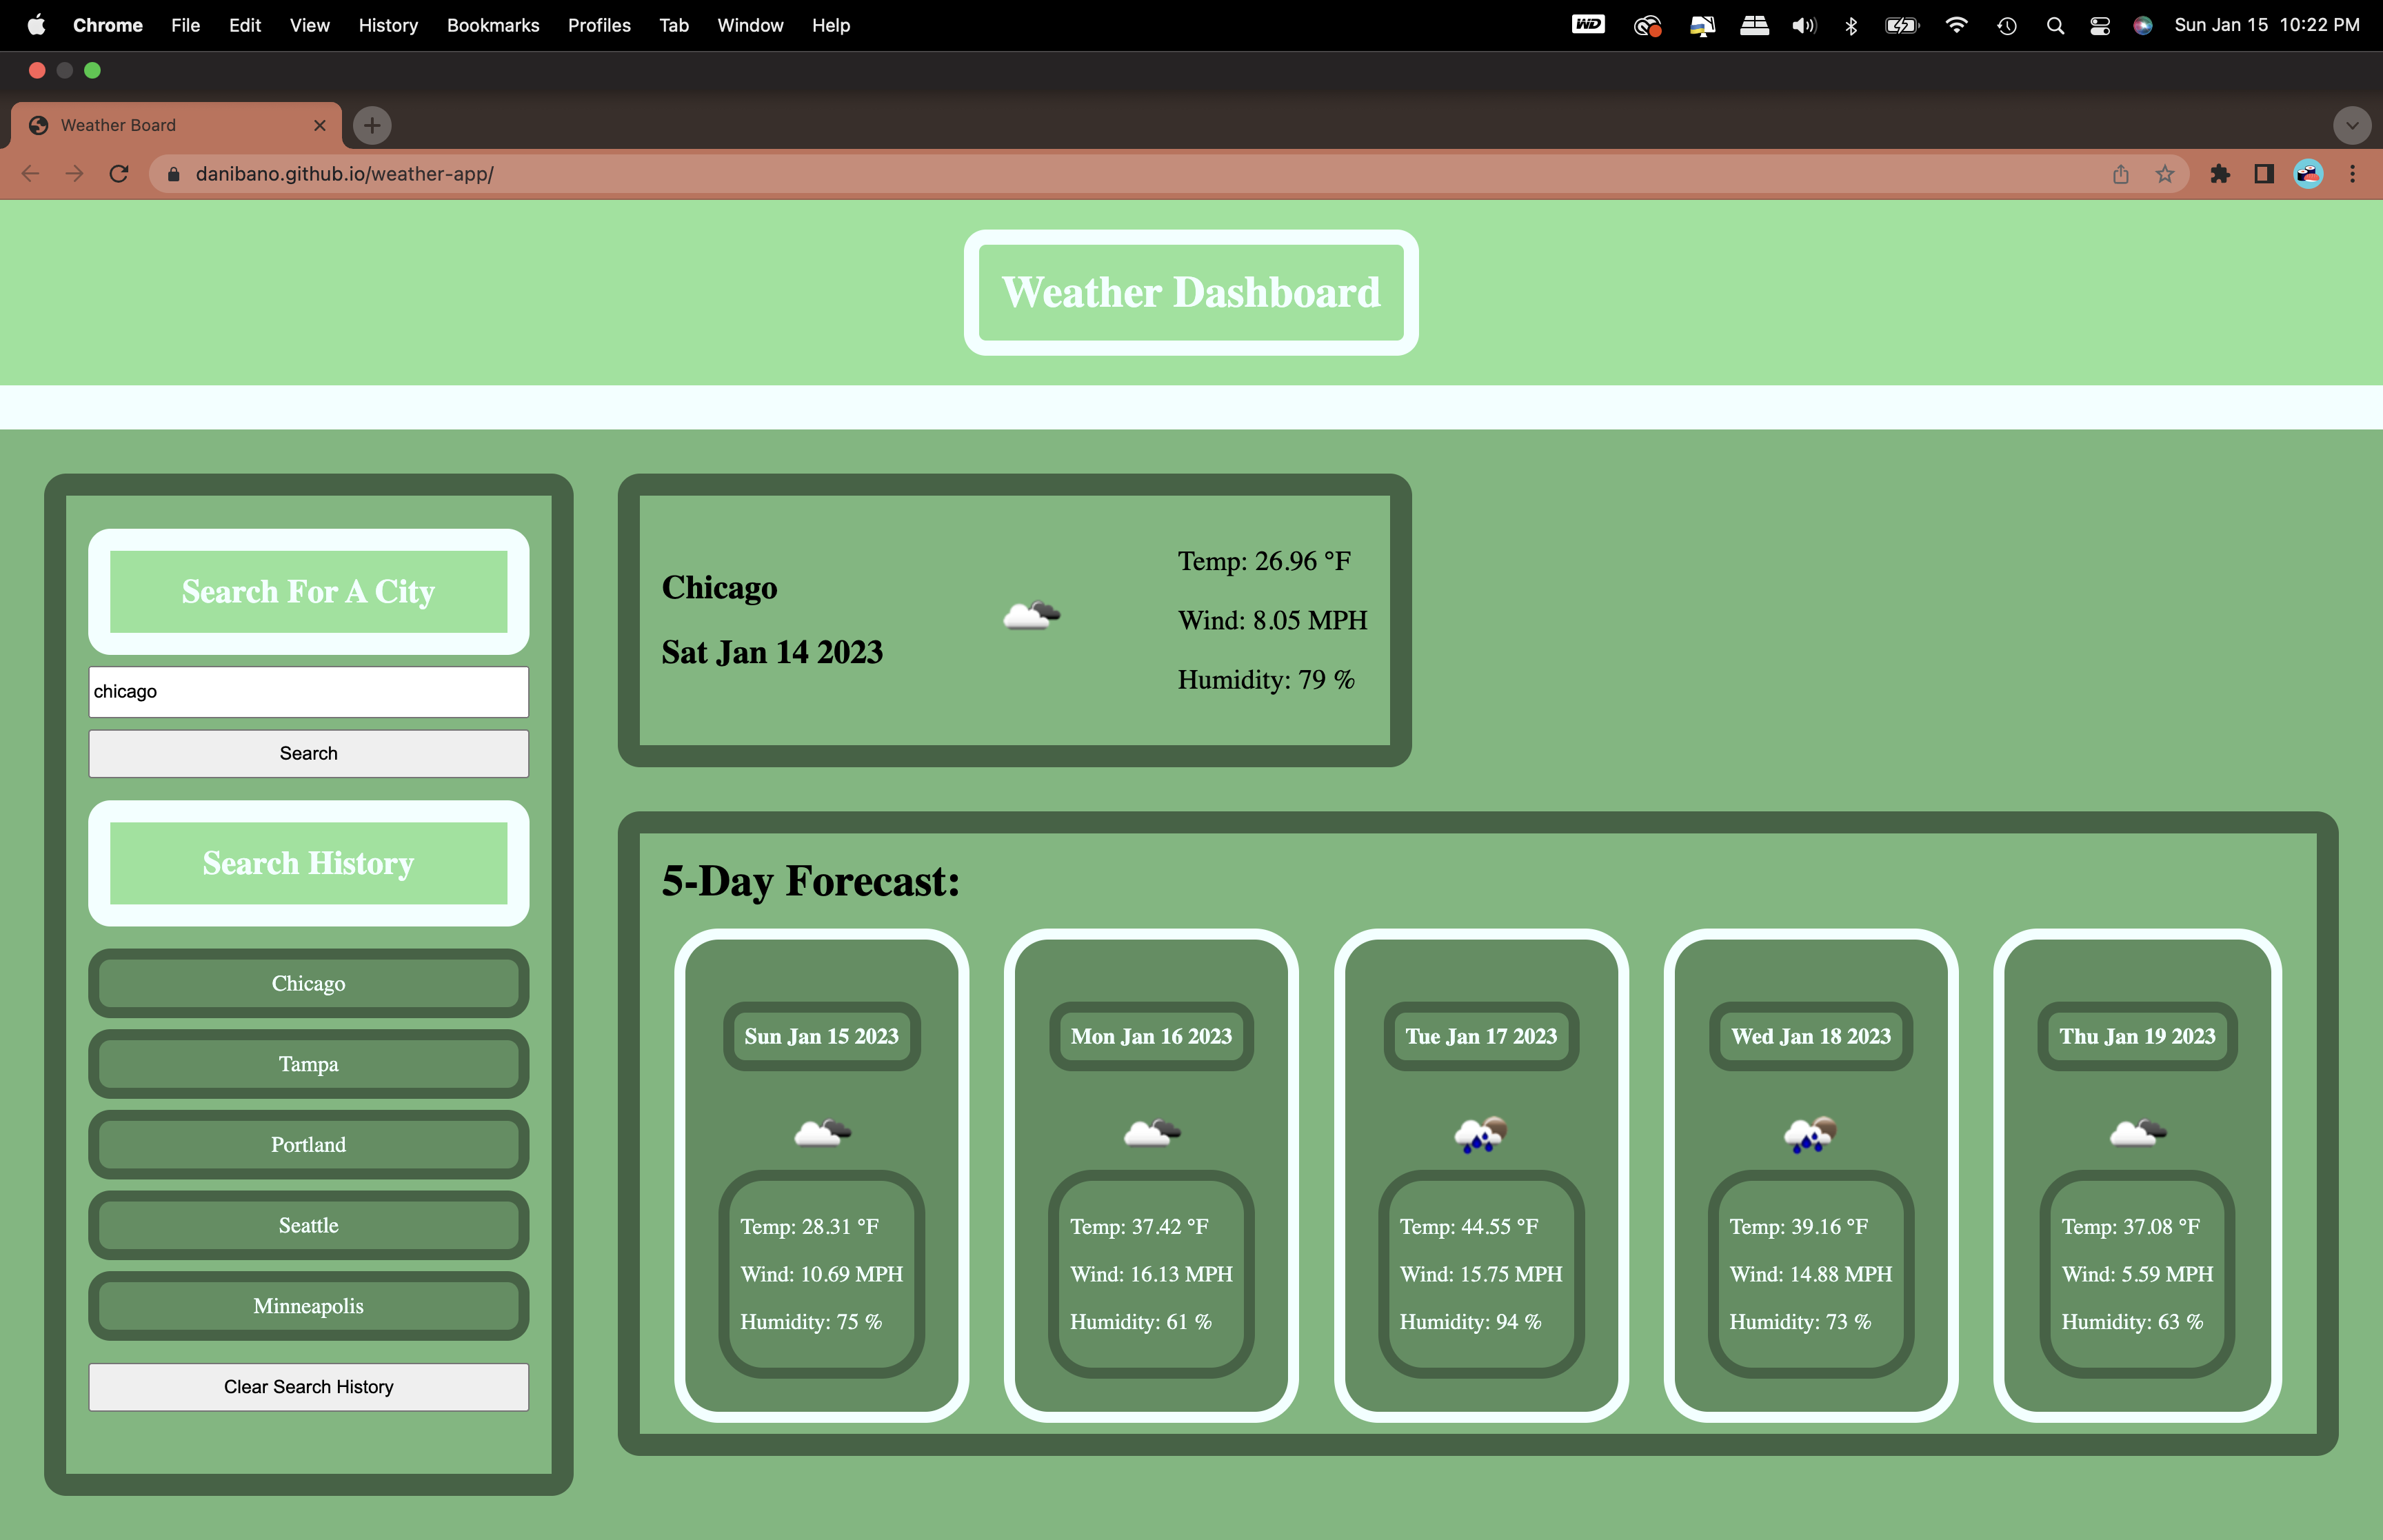 Chrome File Edit View History Bookmarks Profiles Tab Window Help WD Sun Jan 15 10:22 PM
Weather Board
danibano.github.io/weather-app/
Weather Dashboard
Search For A City
chicago
Search
Search History
Chicago
Tampa
Portland
Seattle
Minneapolis
Clear Search History
Chicago
Sat Jan 14 2023
Temp: 26.96 °F
Wind: 8.05 MPH
Humidity: 79 %
5-Day Forecast:
Sun Jan 15 2023
Temp: 28.31 °F
Wind: 10.69 MPH
Humidity: 75 %
Mon Jan 16 2023
Temp: 37.42 °F
Wind: 16.13 MPH
Humidity: 61 %
Tue Jan 17 2023
Temp: 44.55 °F
Wind: 15.75 MPH
Humidity: 94 %
Wed Jan 18 2023
Temp: 39.16 °F
Wind: 14.88 MPH
Humidity: 73 %
Thu Jan 19 2023
Temp: 37.08 °F
Wind: 5.59 MPH
Humidity: 63 %